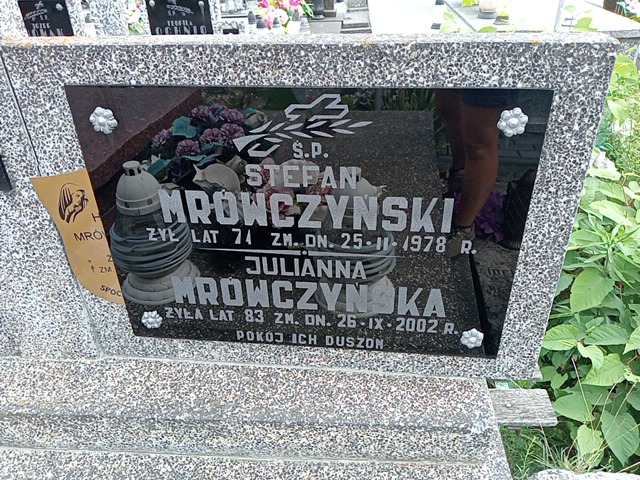 Ś.P.
STEFAN
MRÓWCZYŃSKI
ŻYŁ LAT 71 ZM. DN. 25-II-1978 R.
JULIANNA
MRÓWCZYŃSKA
ŻYŁA LAT 83 ZM. DN. 26-IX-2002 R.
POKÓJ ICH DUSZOM